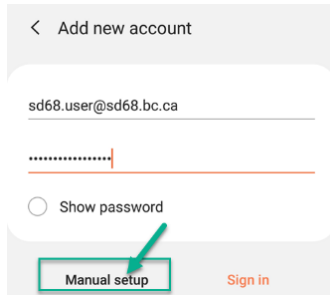 Add new account
sd68.user@sd68.bc.ca
•••••••••••••••••
Show password
Manual setup Sign in